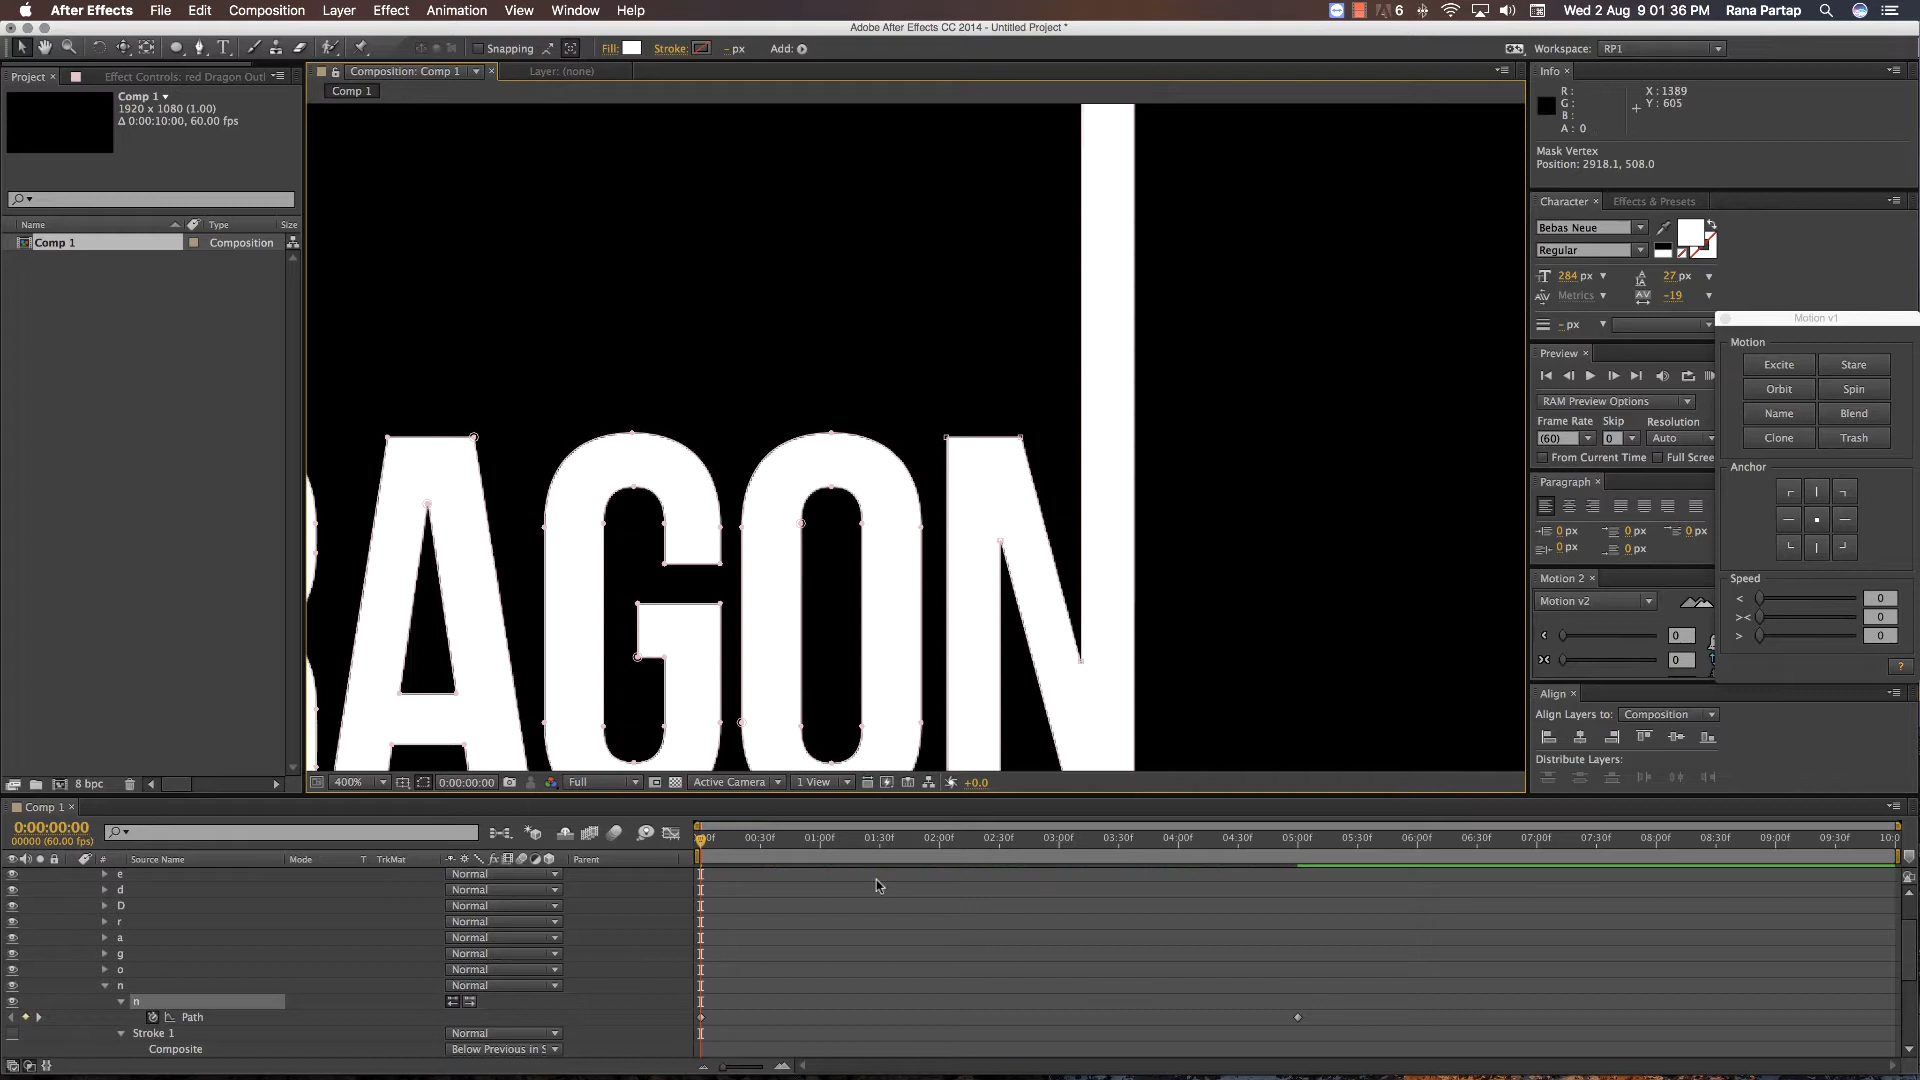 After Effects File Edit Composition Layer Effect Animation View Window Help 6 Wed 2 Aug 9 01 36 PM Rana Partap
Adobe After Effects CC 2014 - Untitled Project *
Snapping Fill: Stroke: - px Add: Workspace: RP1
Project × Effect Controls: red Dragon Outl Composition: Comp 1 × Layer: (none) Info ×
Comp 1
Comp 1
1920 x 1080 (1.00)
Δ 0:00:10:00, 60.00 fps
R :
G :
B :
A : 0
X : 1389
Y : 605
Mask Vertex
Position: 2918.1, 508.0
Name Type Size
Comp 1 Composition
Character × Effects & Presets
Bebas Neue
Regular
284 px 27 px
Metrics -19
- px
Motion v1
Motion
Excite Stare
Orbit Spin
Name Blend
Clone Trash
Anchor
Speed
< 0
>< 0
> 0
?
Preview ×
RAM Preview Options
Frame Rate Skip Resolution
(60) 0 Auto
From Current Time Full Scree
Paragraph ×
0 px 0 px 0 px
0 px 0 px
Motion 2 ×
Motion v2
0
0
Align ×
Align Layers to: Composition
Distribute Layers:
AGON
8 bpc 400% 0:00:00:00 Full Active Camera 1 View +0.0
Comp 1 ×
0:00:00:00
00000 (60.00 fps)
:00f 00:30f 01:00f 01:30f 02:00f 02:30f 03:00f 03:30f 04:00f 04:30f 05:00f 05:30f 06:00f 06:30f 07:00f 07:30f 08:00f 08:30f 09:00f 09:30f 10:0
# Source Name Mode T TrkMat Parent
e Normal
d Normal
D Normal
r Normal
a Normal
g Normal
o Normal
n Normal
n
Path
Stroke 1 Normal
Composite Below Previous in S